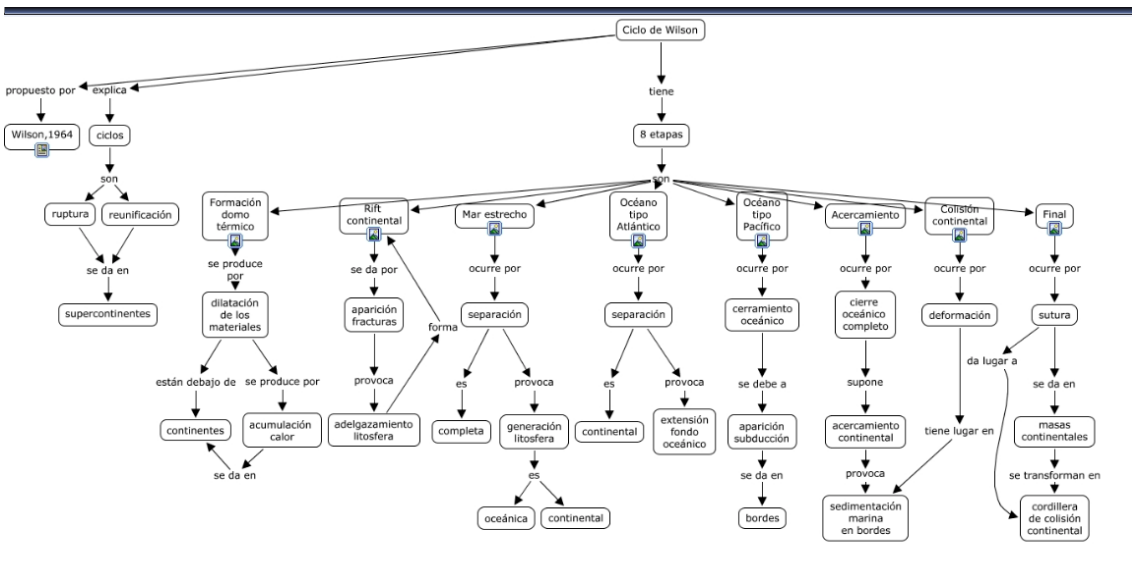 Ciclo de Wilson
propuesto por
explica
tiene
Wilson,1964
ciclos
8 etapas
son
son
ruptura
reunificación
se da en
supercontinentes
Formación
domo
térmico
se produce
por
dilatación
de los
materiales
están debajo de
se produce por
continentes
acumulación
calor
se da en
Rift
continental
se da por
aparición
fracturas
forma
provoca
adelgazamiento
litosfera
Mar estrecho
ocurre por
separación
es
provoca
completa
generación
litosfera
es
oceánica
continental
Océano
tipo
Atlántico
ocurre por
separación
es
provoca
continental
extensión
fondo
oceánico
Océano
tipo
Pacífico
ocurre por
cerramiento
oceánico
se debe a
aparición
subducción
se da en
bordes
Acercamiento
ocurre por
cierre
oceánico
completo
supone
acercamiento
continental
provoca
sedimentación
marina
en bordes
Colisión
continental
ocurre por
deformación
tiene lugar en
Final
ocurre por
sutura
da lugar a
se da en
masas
continentales
se transforman en
cordillera
de colisión
continental